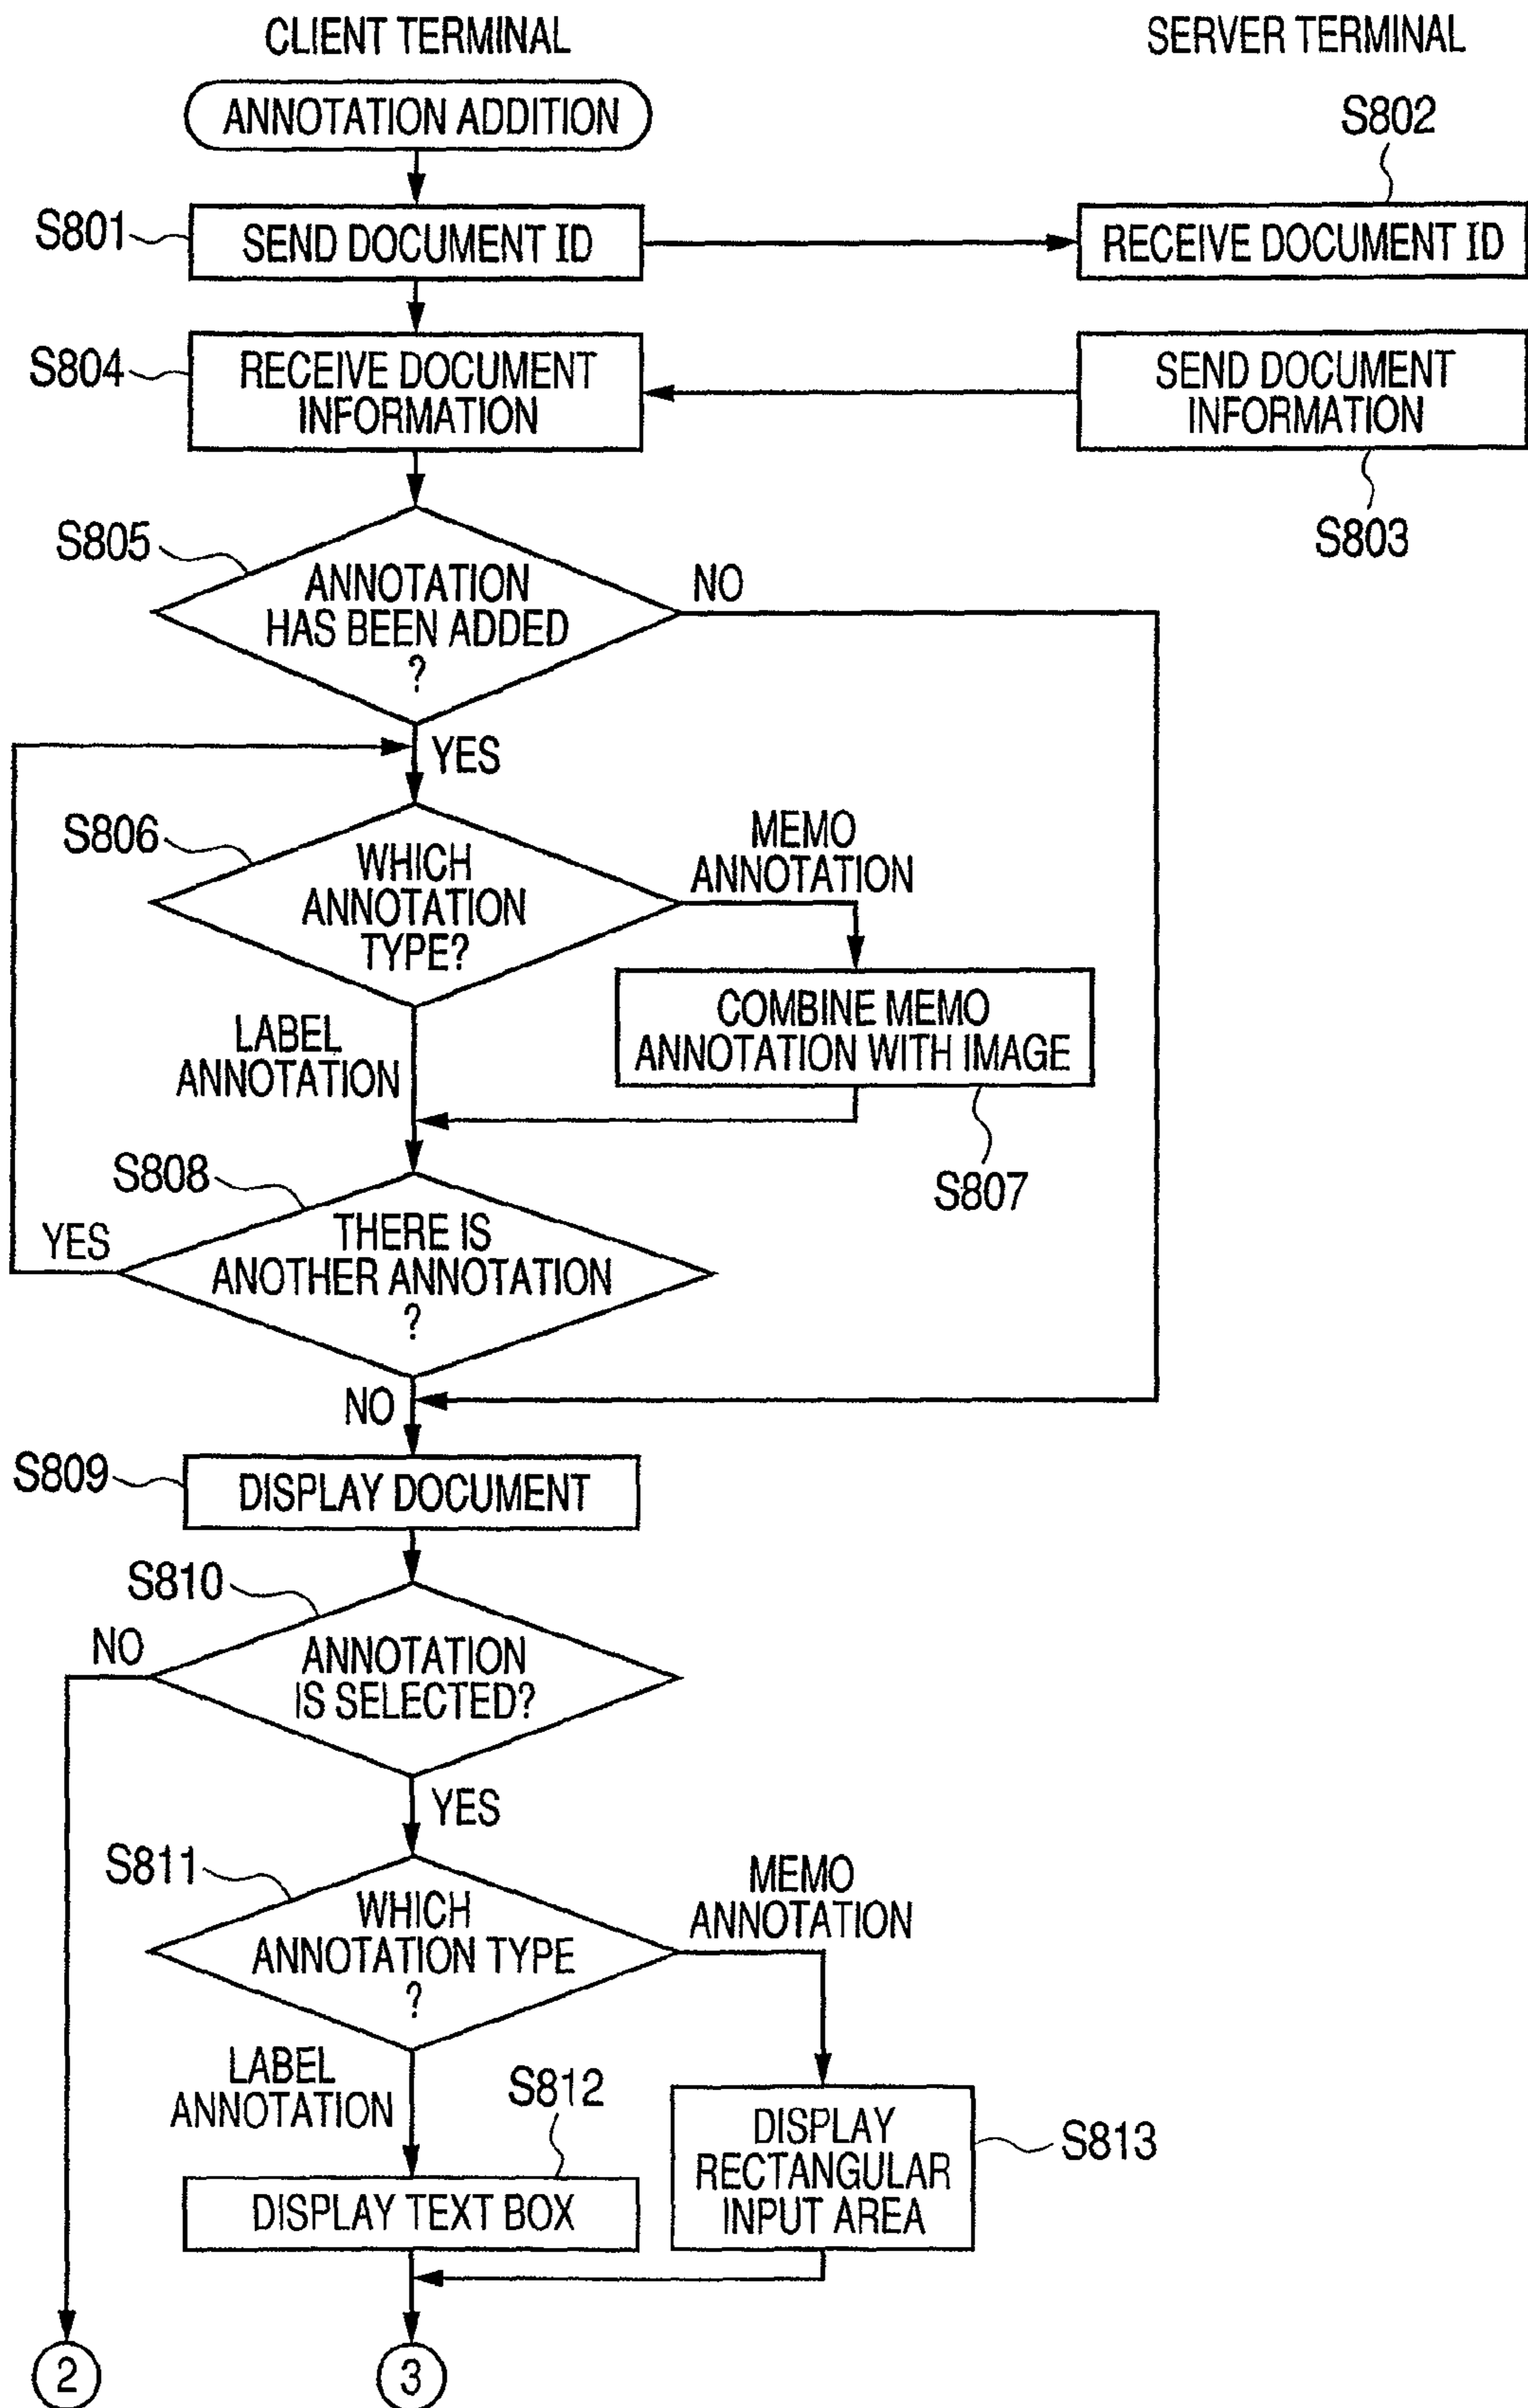 CLIENT TERMINAL
SERVER TERMINAL
ANNOTATION ADDITION
S802
S801
SEND DOCUMENT ID
RECEIVE DOCUMENT ID
S804
RECEIVE DOCUMENT
INFORMATION
SEND DOCUMENT
INFORMATION
S803
S805
ANNOTATION
HAS BEEN ADDED
?
NO
YES
S806
WHICH
ANNOTATION
TYPE?
MEMO
ANNOTATION
COMBINE MEMO
ANNOTATION WITH IMAGE
LABEL
ANNOTATION
S807
S808
YES
THERE IS
ANOTHER ANNOTATION
?
NO
S809
DISPLAY DOCUMENT
S810
NO
ANNOTATION
IS SELECTED?
YES
S811
WHICH
ANNOTATION TYPE
?
MEMO
ANNOTATION
LABEL
ANNOTATION
S812
DISPLAY TEXT BOX
DISPLAY
RECTANGULAR
INPUT AREA
S813
2
3